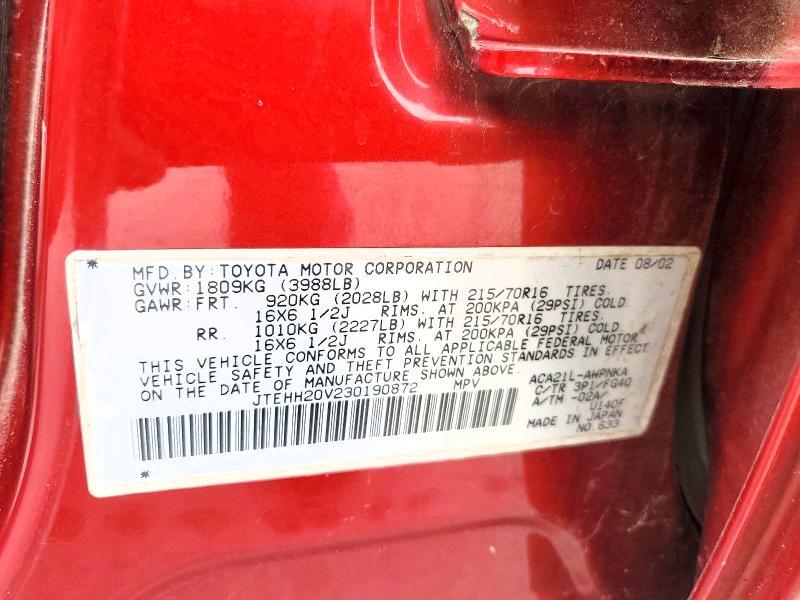 * MFD. BY: TOYOTA MOTOR CORPORATION DATE 08/02
GVWR: 1809KG (3988LB)
GAWR: FRT. 920KG (2028LB) WITH 215/70R16 TIRES.
16X6 1/2J RIMS. AT 200KPA (29PSI) COLD
RR. 1010KG (2227LB) WITH 215/70R16 TIRES.
16X6 1/2J RIMS. AT 200KPA (29PSI) COLD
THIS VEHICLE CONFORMS TO ALL APPLICABLE FEDERAL MOTOR
VEHICLE SAFETY AND THEFT PREVENTION STANDARDS IN EFFECT
ON THE DATE OF MANUFACTURE SHOWN ABOVE.
JTEHH20V230190872 MPV
ACA21L-AWPNKA
C/TR 3P1/FG40
A/TM -02A/
U140F
MADE IN JAPAN
NO. 633
*